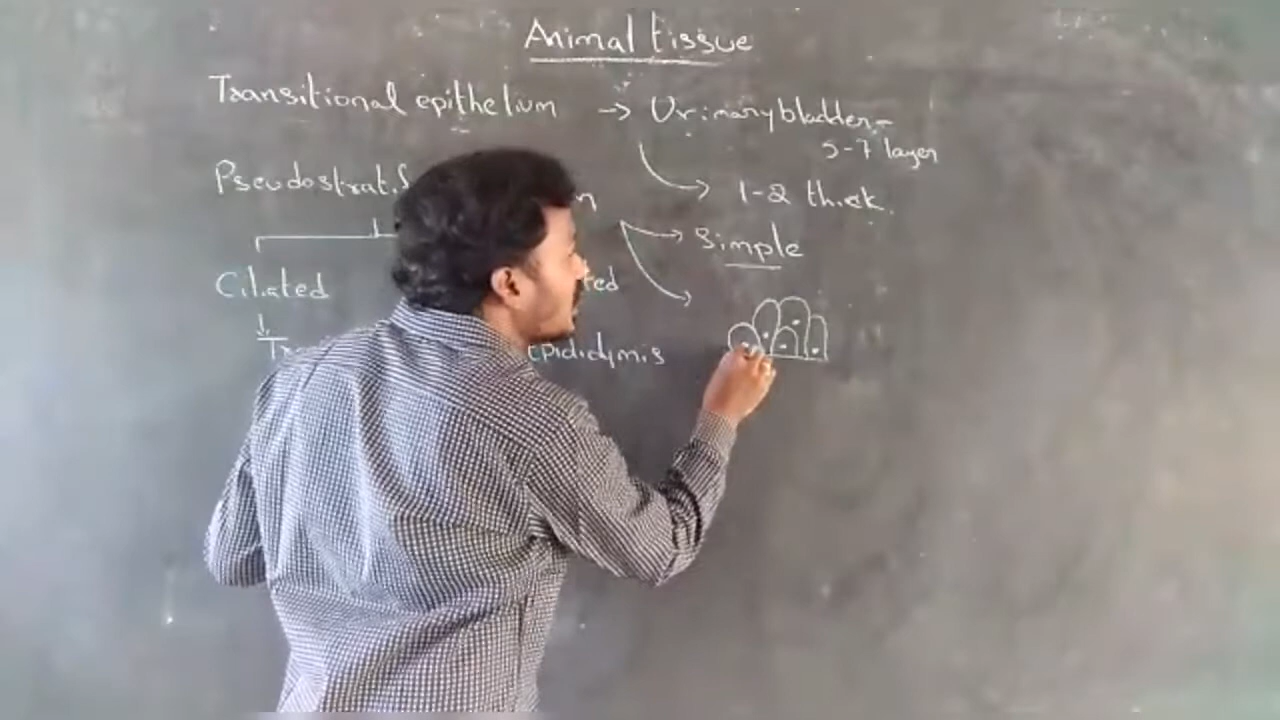 Animal tissue
Transitional epithelium → Urinary bladder -
5-7 layer
→ 1-2 thick.
Simple
Ciliated
↓
epididymis